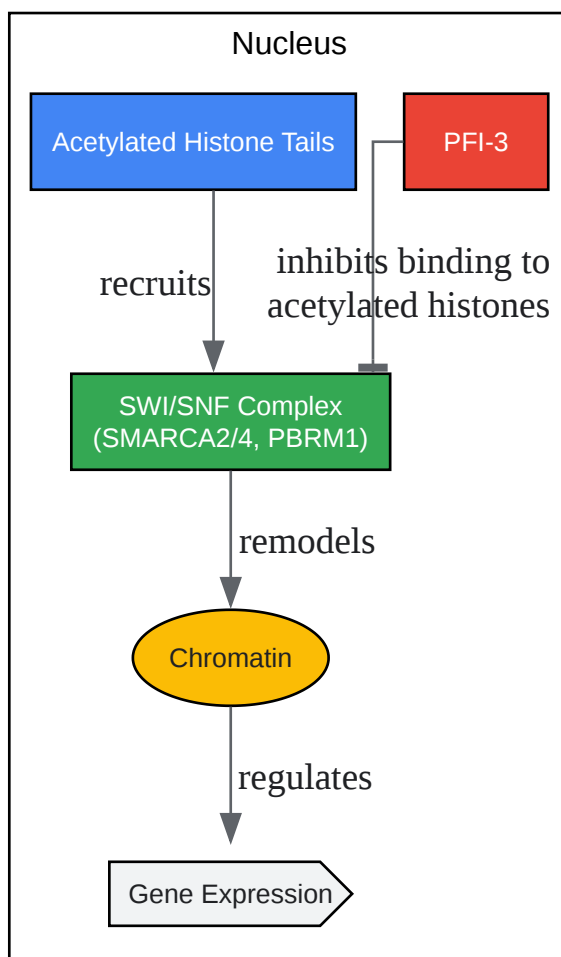 Nucleus
Acetylated Histone Tails
PFI-3
recruits
inhibits binding to
acetylated histones
SWI/SNF Complex
(SMARCA2/4, PBRM1)
remodels
Chromatin
regulates
Gene Expression